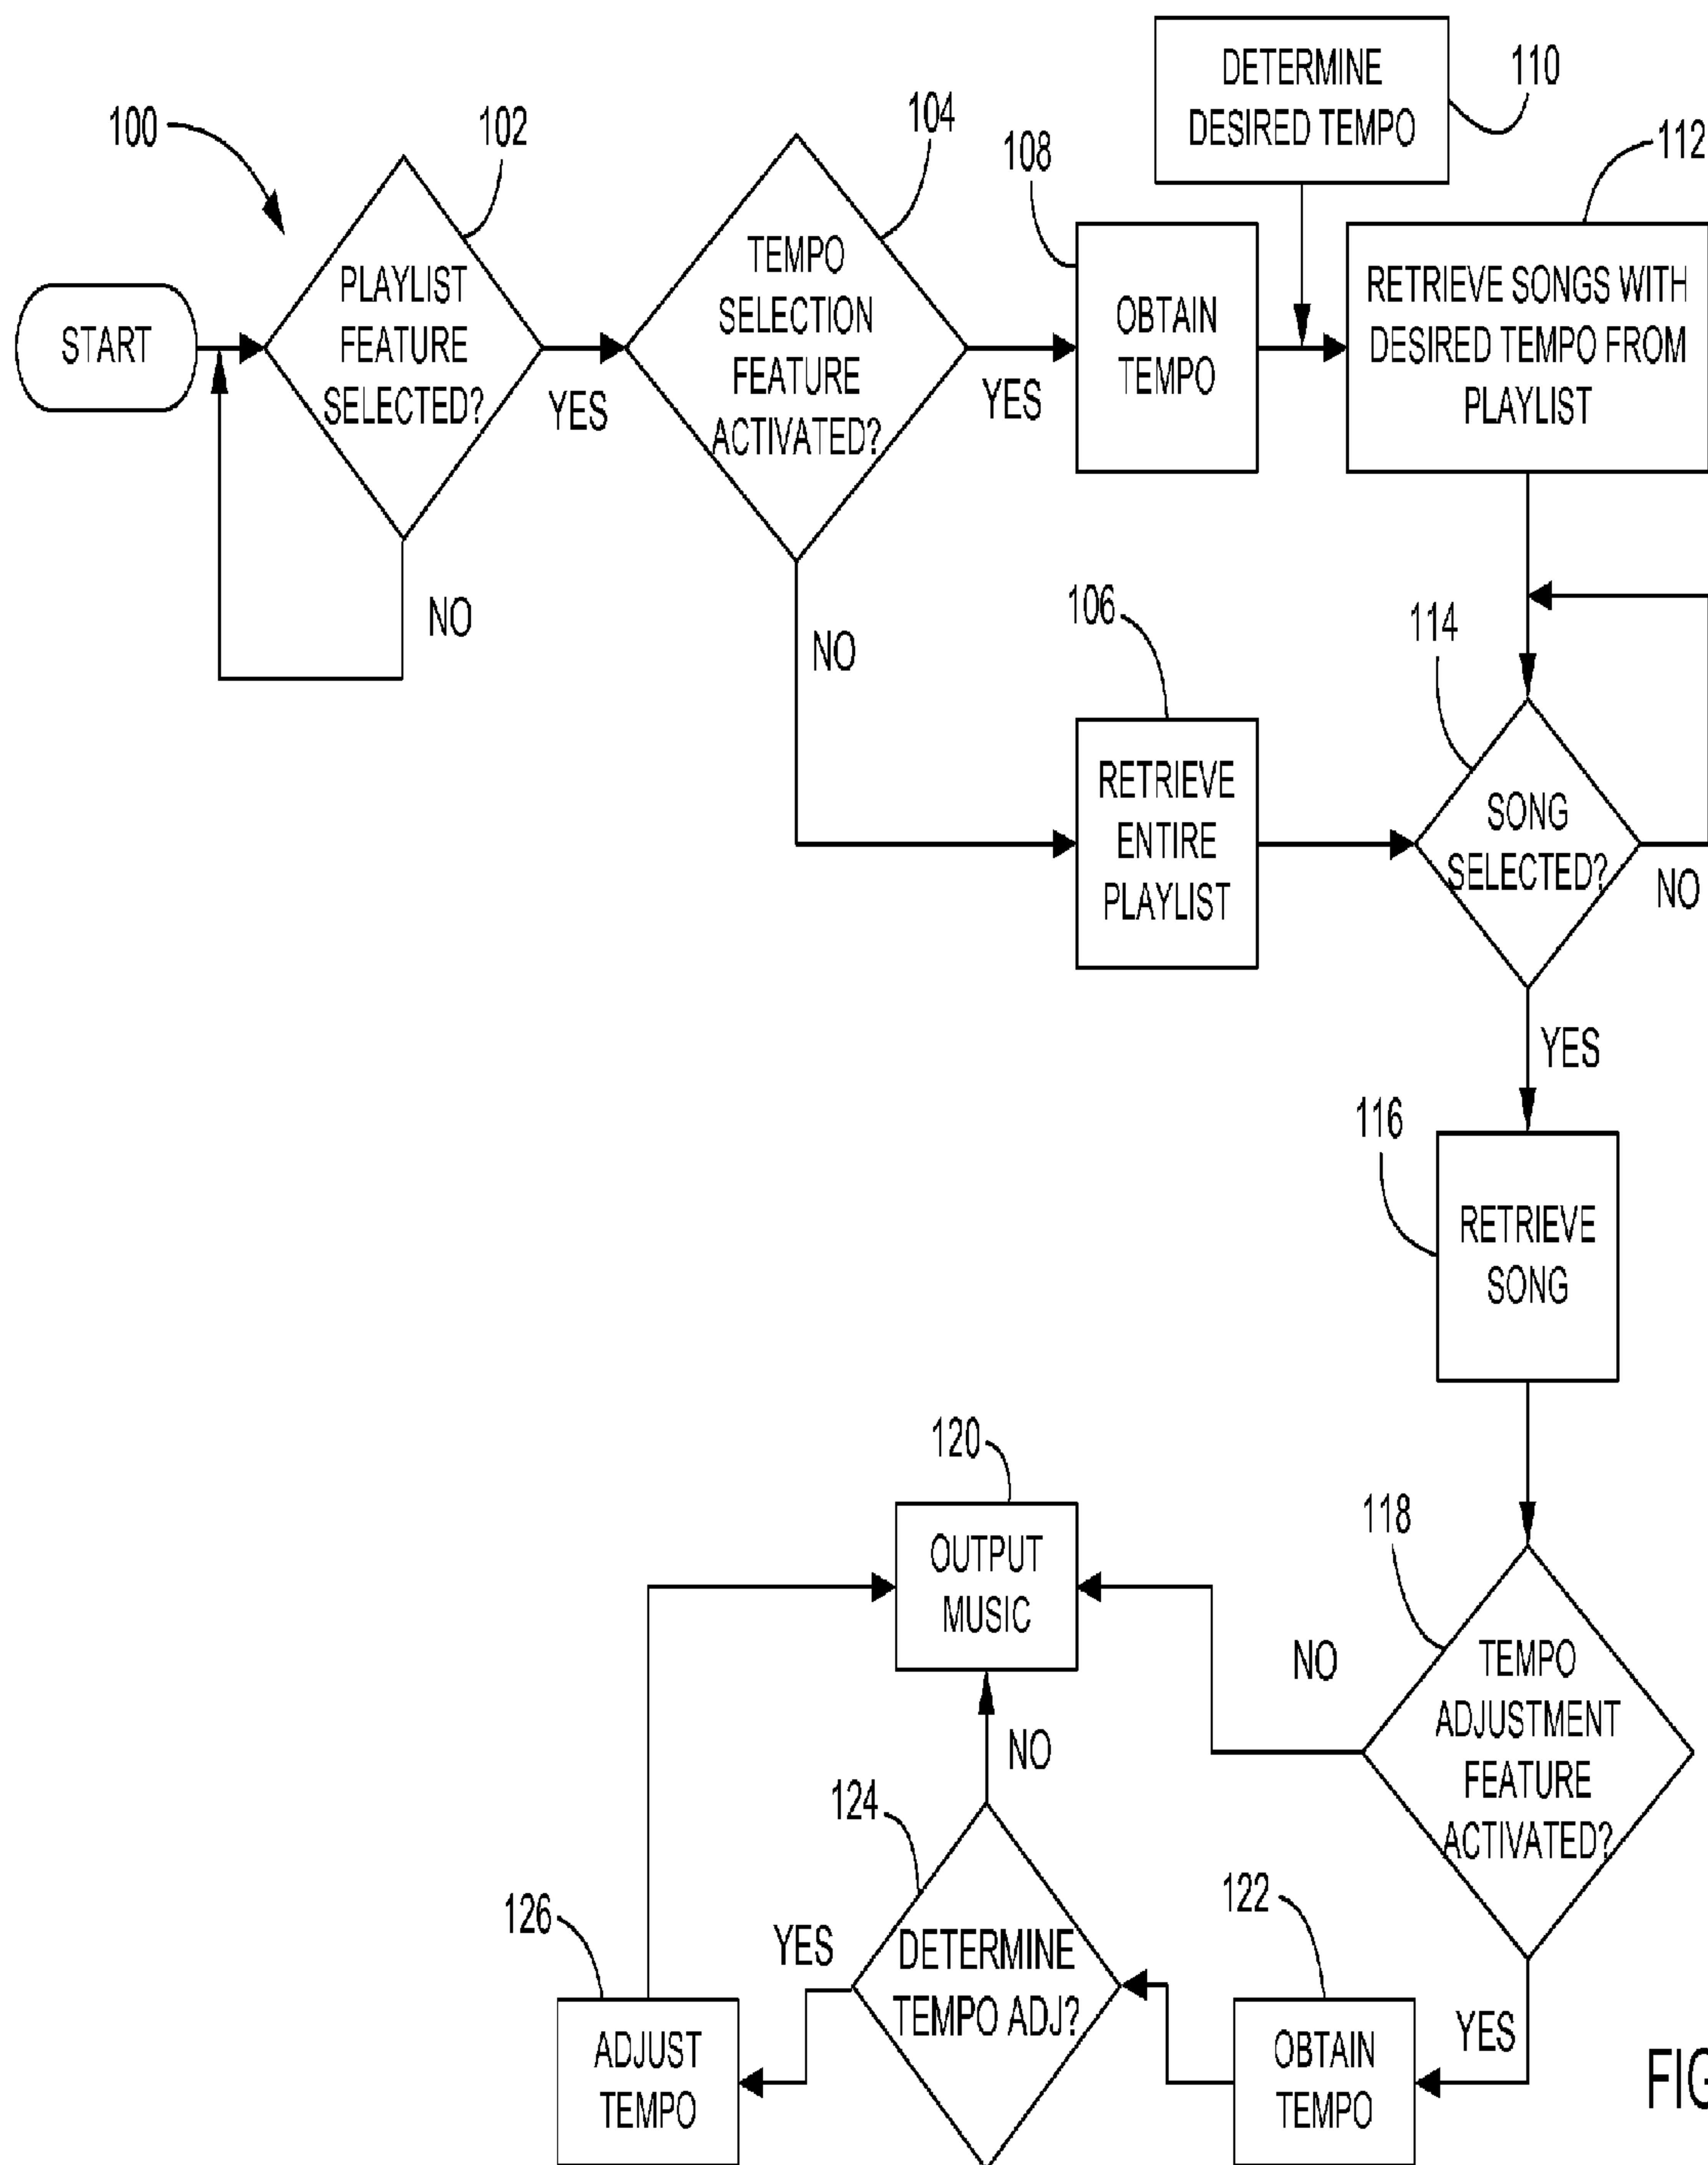 100
102
104
108
DETERMINE
DESIRED TEMPO
110
112
START
PLAYLIST
FEATURE
SELECTED?
YES
NO
TEMPO
SELECTION
FEATURE
ACTIVATED?
YES
NO
OBTAIN
TEMPO
RETRIEVE SONGS WITH
DESIRED TEMPO FROM
PLAYLIST
106
RETRIEVE
ENTIRE
PLAYLIST
114
SONG
SELECTED?
NO
YES
116
RETRIEVE
SONG
118
TEMPO
ADJUSTMENT
FEATURE
ACTIVATED?
NO
YES
120
OUTPUT
MUSIC
NO
124
DETERMINE
TEMPO ADJ?
YES
122
OBTAIN
TEMPO
126
ADJUST
TEMPO
FIG